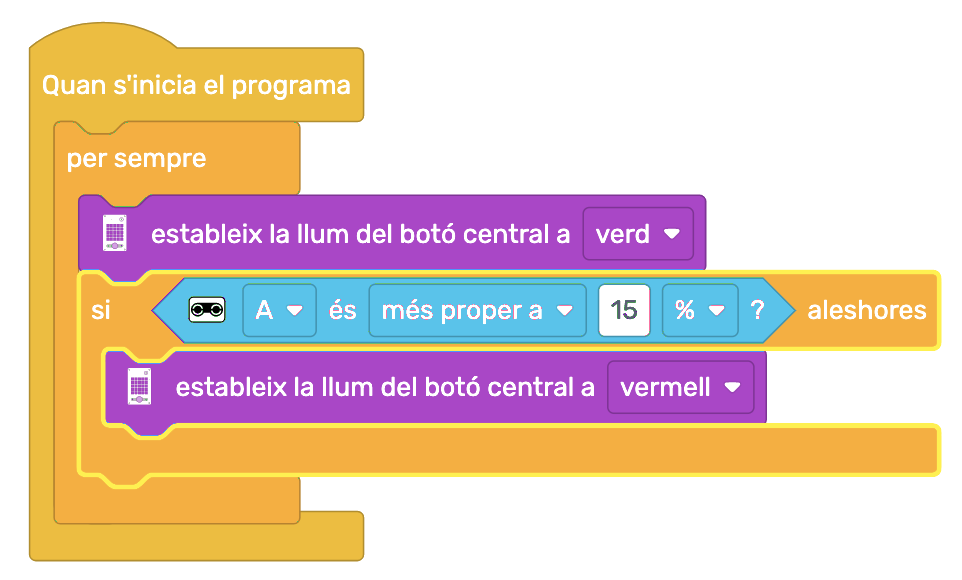 Quan s'inicia el programa
per sempre
estableix la llum del botó central a verd
si A és més proper a 15 % ? aleshores
estableix la llum del botó central a vermell